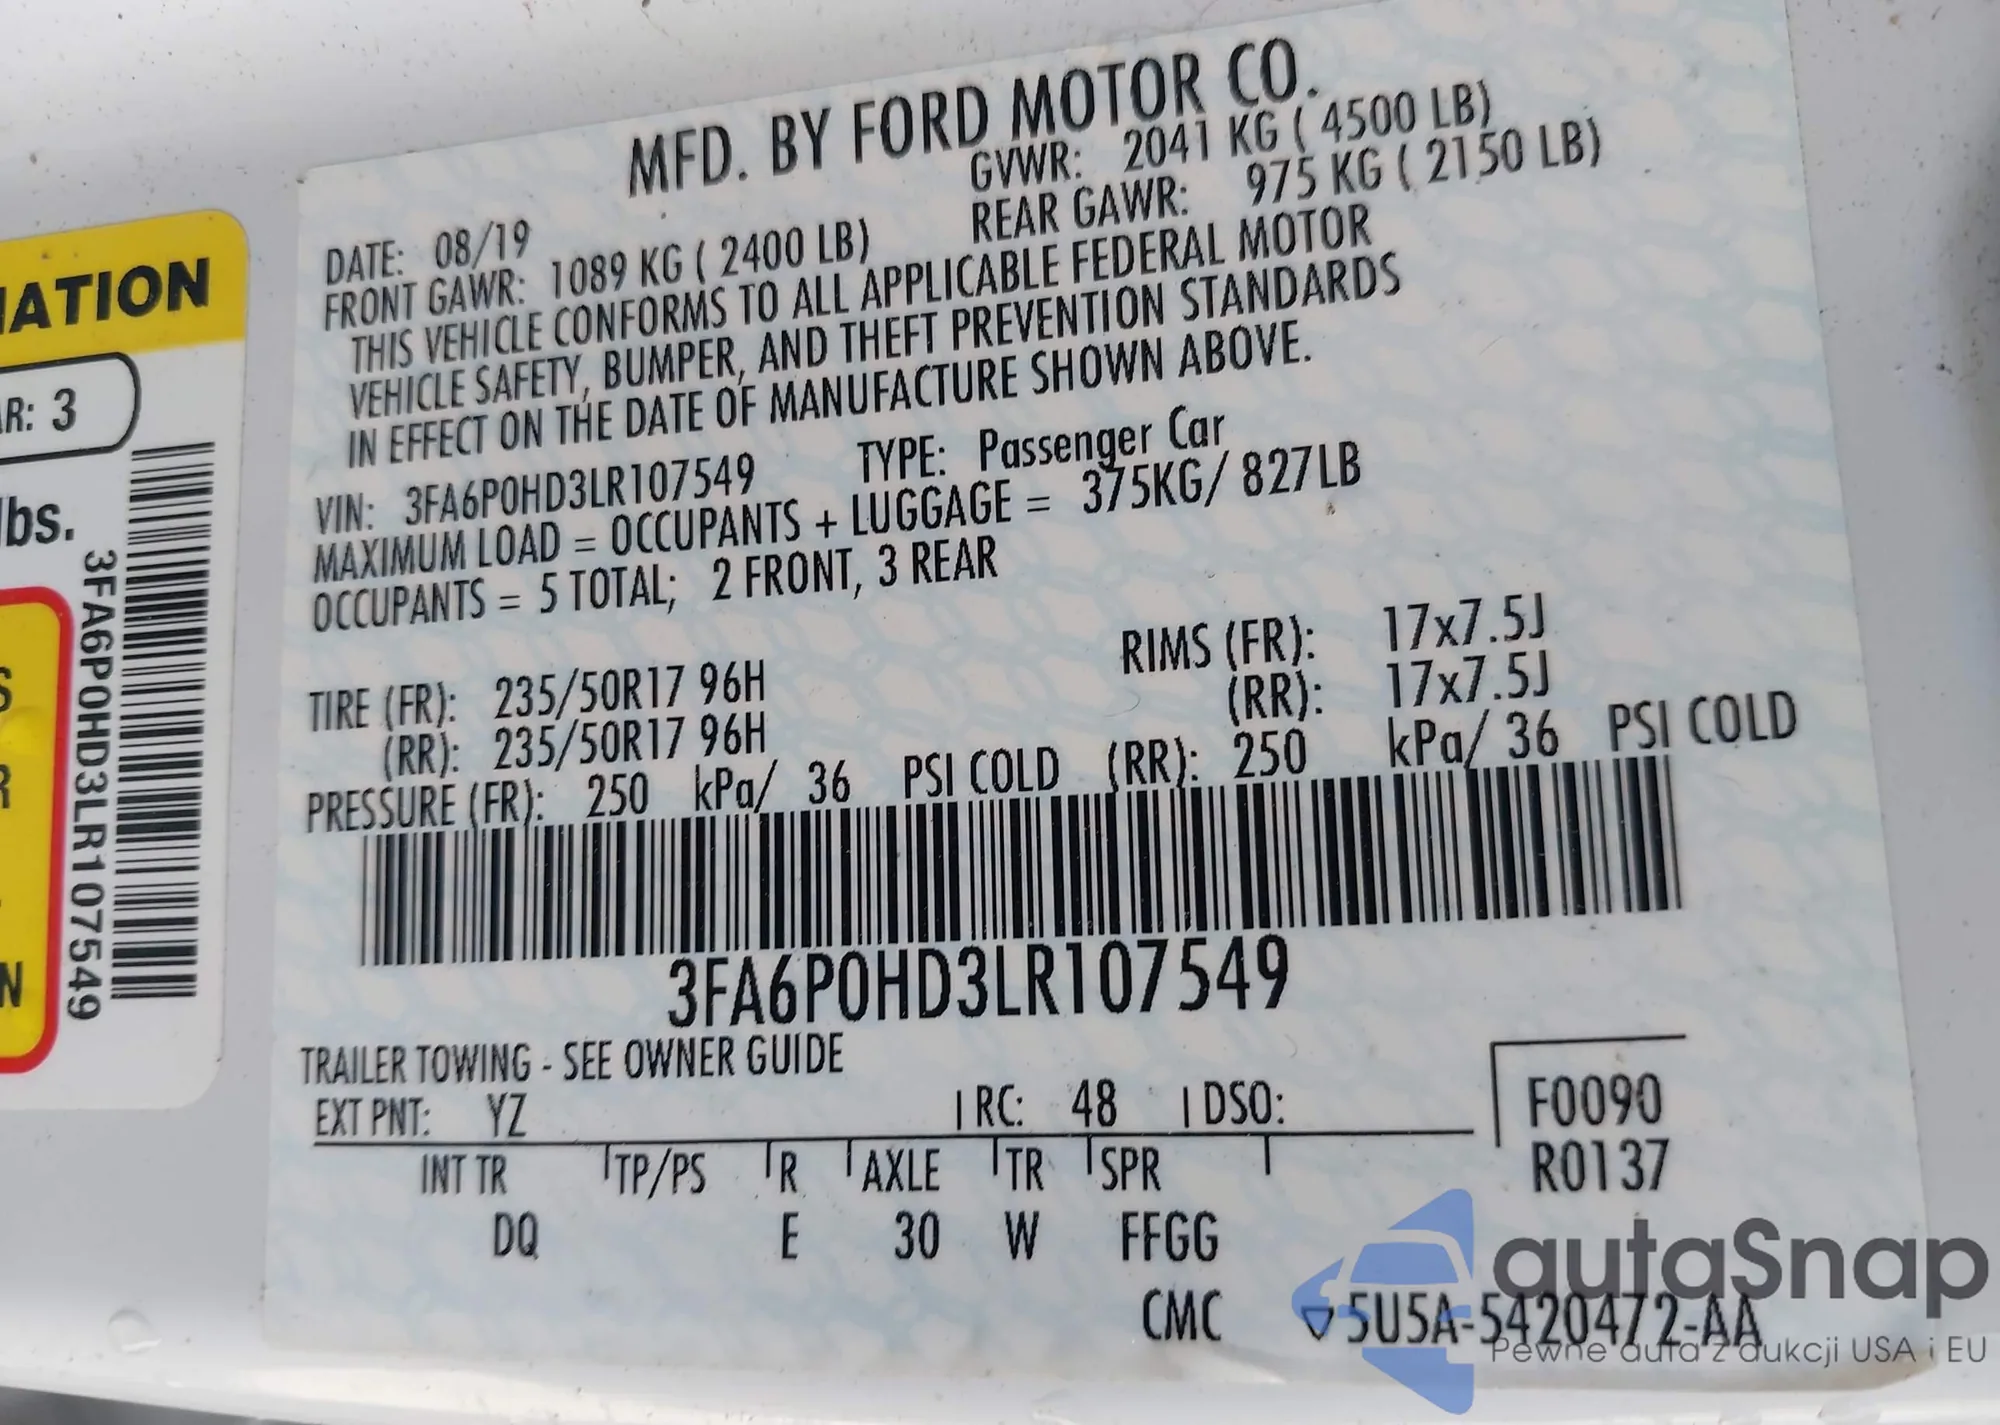 MFD. BY FORD MOTOR CO.
GVWR: 2041 KG ( 4500 LB)
DATE: 08/19
REAR GAWR: 975 KG ( 2150 LB)
FRONT GAWR: 1089 KG ( 2400 LB)
THIS VEHICLE CONFORMS TO ALL APPLICABLE FEDERAL MOTOR
VEHICLE SAFETY, BUMPER, AND THEFT PREVENTION STANDARDS
IN EFFECT ON THE DATE OF MANUFACTURE SHOWN ABOVE.
VIN: 3FA6P0HD3LR107549 TYPE: Passenger Car
MAXIMUM LOAD = OCCUPANTS + LUGGAGE = 375KG/ 827LB
OCCUPANTS = 5 TOTAL; 2 FRONT, 3 REAR
TIRE (FR): 235/50R17 96H RIMS (FR): 17x7.5J
(RR): 235/50R17 96H (RR): 17x7.5J
PRESSURE (FR): 250 kPa/ 36 PSI COLD (RR): 250 kPa/ 36 PSI COLD
3FA6P0HD3LR107549
TRAILER TOWING - SEE OWNER GUIDE
EXT PNT: YZ RC: 48 DSO:
F0090
R0137
INT TR TP/PS R AXLE TR SPR
DQ E 30 W FFGG
CMC ▽5U5A-5420472-AA
IATION
AR: 3
lbs.
3FA6P0HD3LR107549
S
R
N
autaSnap
Pewne auta z aukcji USA i EU